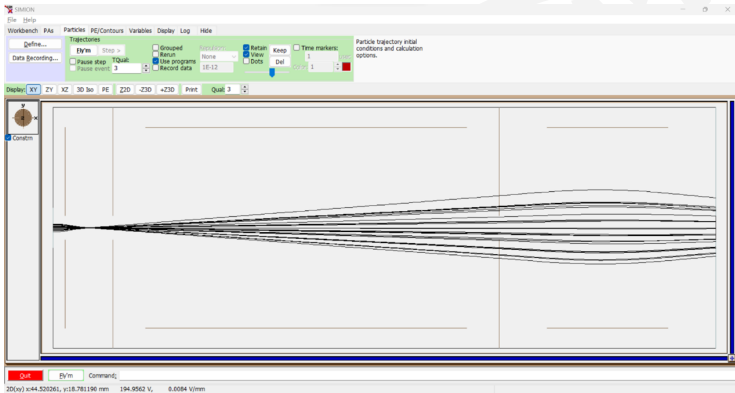 SIMION
File Help
Workbench PAs Particles PE/Contours Variables Display Log Hide
Define...
Data Recording...
Trajectories
Fly'm Step >
Pause step TQual:
Pause event 3
Grouped
Rerun
Use programs
Record data
None
1E-12
Retain
View
Dots
Keep
Del
Time markers:
1
1
Particle trajectory initial
conditions and calculation
options.
Display: XY ZY XZ 3D Iso PE Z2D -Z3D +Z3D Print Qual: 3
y
-z x
Constrn
Quit Fly'm Command:
2D(xy) x:44.520261, y:18.781190 mm 194.9562 V, 0.0084 V/mm